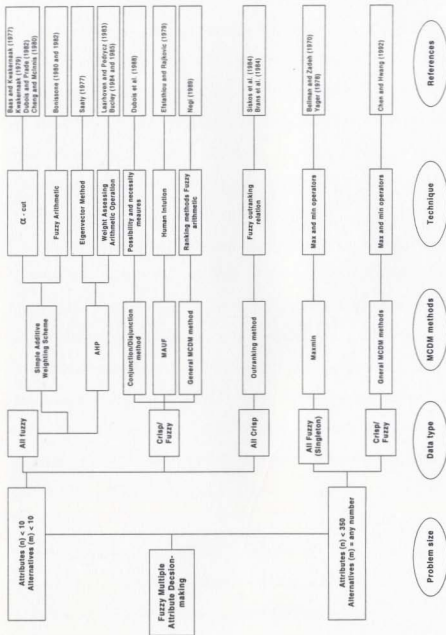 Fuzzy Multiple
Attribute Decsion-
making
Attributes (n) < 10
Alternatives (m) < 10
Attributes (n) < 350
Alternatives (m) = any number
Problem size
All fuzzy
Crisp/
Fuzzy
All Crisp
All Fuzzy
(Singleton)
Crisp/
Fuzzy
Data type
Simple Additive
Weighting Scheme
AHP
Conjunction/Disjunction
method
MAUF
General MCDM method
Outranking method
Maxmin
General MCDM methods
MCDM methods
α - cut
Fuzzy Arithmetic
Eigenvector Method
Weight Assessing
Arithmetic Operation
Possibility and necessity
measures
Human Intution
Ranking methods Fuzzy
arithmetic
Fuzzy outranking
relation
Max and min operators
Max and min operators
Technique
Baas and Kwakernaak (1977)
Kwakernaak (1979)
Dubois and Prade (1982)
Cheng and McInnis (1980)
Bonissone (1980 and 1982)
Saaty (1977)
Laarhoven and Pedrycz (1983)
Buckley (1984 and 1985)
Dubois et al. (1988)
Efstathiou and Rajkovic (1979)
Negi (1989)
Siskos et al. (1984)
Brans et al. (1984)
Bellman and Zadeh (1970)
Yager (1978)
Chen and Hwang (1992)
References